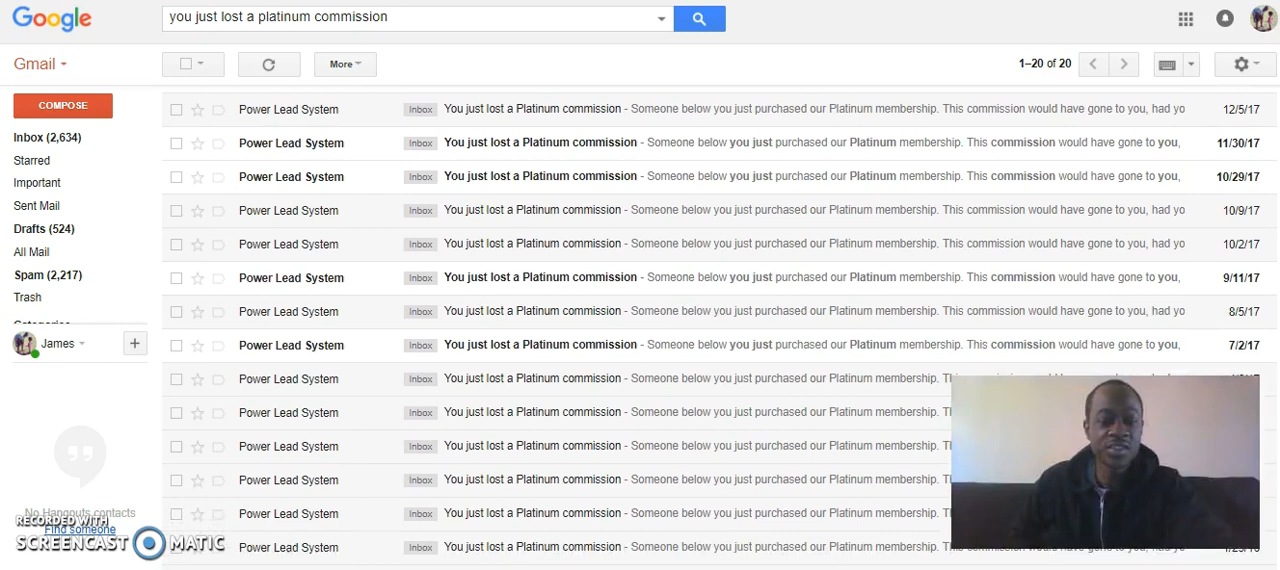 Google you just lost a platinum commission
Gmail More 1–20 of 20
COMPOSE
Inbox (2,634)
Starred
Important
Sent Mail
Drafts (524)
All Mail
Spam (2,217)
Trash
Categories
James
No Hangouts contacts
Find someone
RECORDED WITH
SCREENCAST MATIC
Power Lead System Inbox You just lost a Platinum commission - Someone below you just purchased our Platinum membership. This commission would have gone to you, had yo 12/5/17
Power Lead System Inbox You just lost a Platinum commission - Someone below you just purchased our Platinum membership. This commission would have gone to you, 11/30/17
Power Lead System Inbox You just lost a Platinum commission - Someone below you just purchased our Platinum membership. This commission would have gone to you, 10/29/17
Power Lead System Inbox You just lost a Platinum commission - Someone below you just purchased our Platinum membership. This commission would have gone to you, had yo 10/9/17
Power Lead System Inbox You just lost a Platinum commission - Someone below you just purchased our Platinum membership. This commission would have gone to you, had yo 10/2/17
Power Lead System Inbox You just lost a Platinum commission - Someone below you just purchased our Platinum membership. This commission would have gone to you, 9/11/17
Power Lead System Inbox You just lost a Platinum commission - Someone below you just purchased our Platinum membership. This commission would have gone to you, had yo 8/5/17
Power Lead System Inbox You just lost a Platinum commission - Someone below you just purchased our Platinum membership. This commission would have gone to you, 7/2/17
Power Lead System Inbox You just lost a Platinum commission - Someone below you just purchased our Platinum membership.
Power Lead System Inbox You just lost a Platinum commission - Someone below you just purchased our Platinum membership.
Power Lead System Inbox You just lost a Platinum commission - Someone below you just purchased our Platinum membership.
Power Lead System Inbox You just lost a Platinum commission - Someone below you just purchased our Platinum membership.
Power Lead System Inbox You just lost a Platinum commission - Someone below you just purchased our Platinum membership.
Power Lead System Inbox You just lost a Platinum commission - Someone below you just purchased our Platinum membership. This commission would have gone to you, had yo